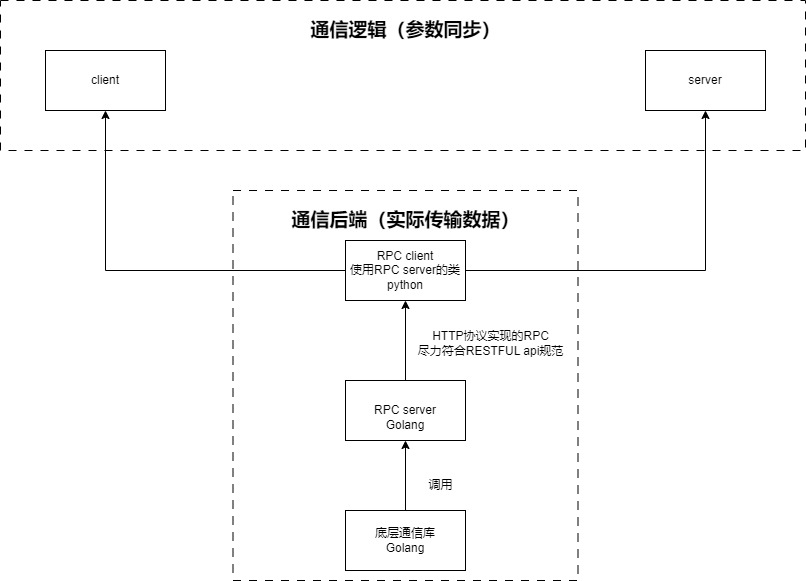 通信逻辑（参数同步）
client
server
通信后端（实际传输数据）
RPC client
使用RPC server的类
python
HTTP协议实现的RPC
尽力符合RESTFUL api规范
RPC server
Golang
调用
底层通信库
Golang